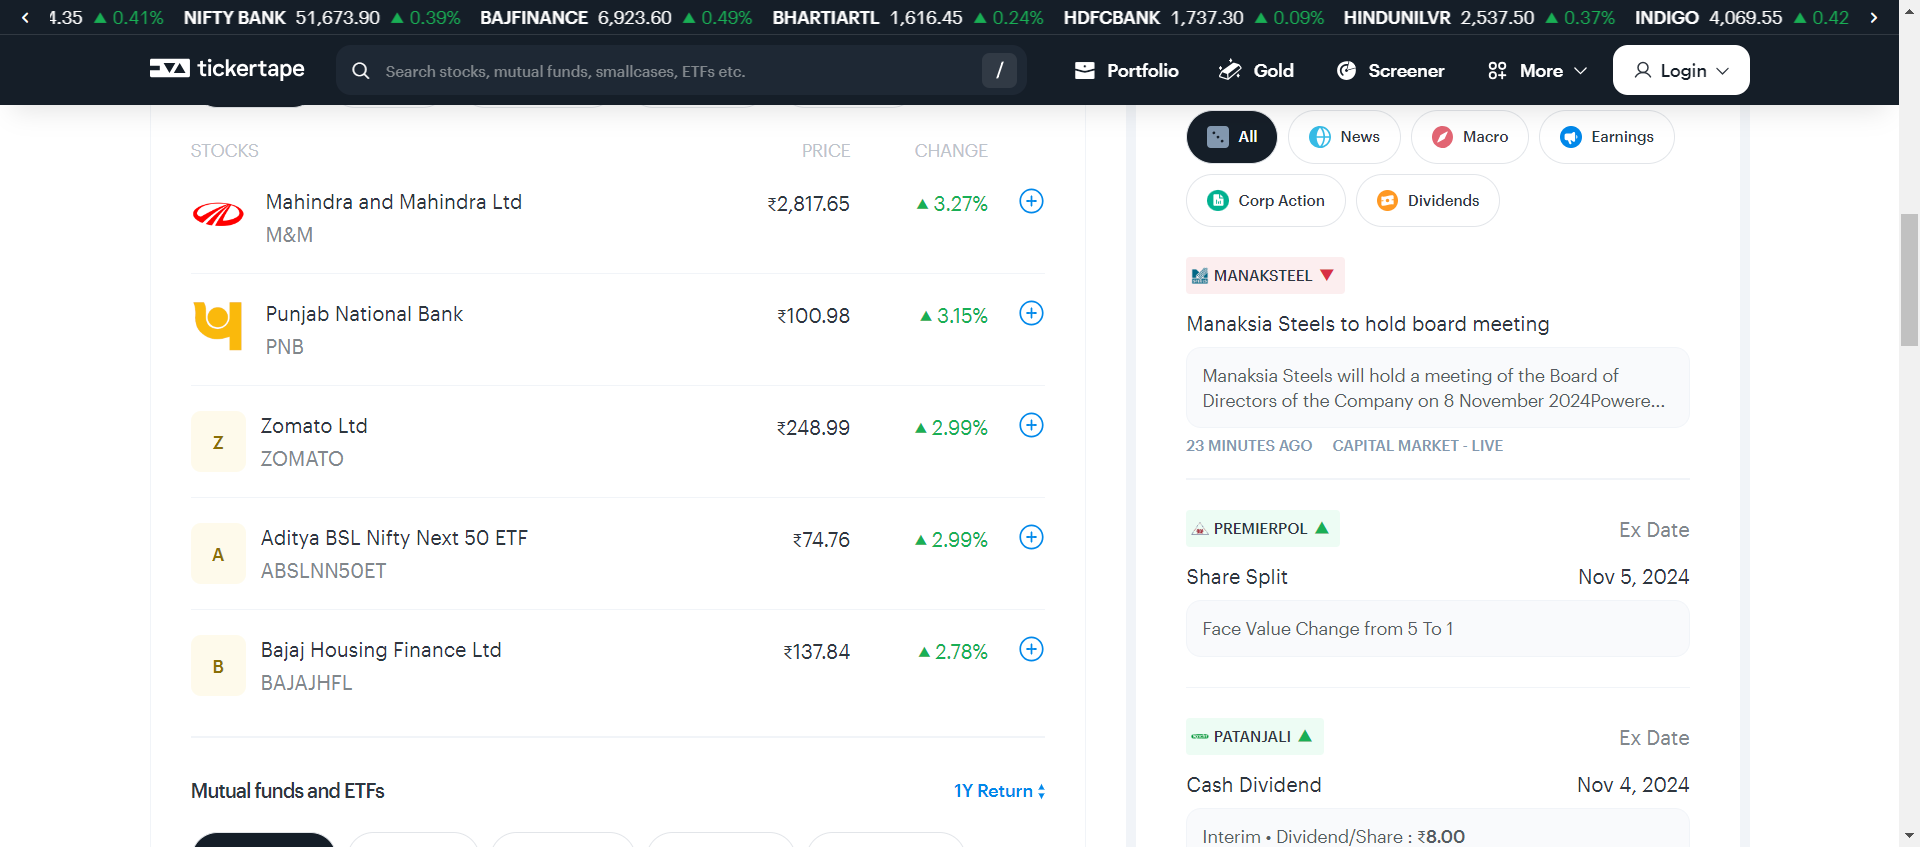 4.35 ▲ 0.41% NIFTY BANK 51,673.90 ▲ 0.39% BAJFINANCE 6,923.60 ▲ 0.49% BHARTIARTL 1,616.45 ▲ 0.24% HDFCBANK 1,737.30 ▲ 0.09% HINDUNILVR 2,537.50 ▲ 0.37% INDIGO 4,069.55 ▲ 0.42
tickertape Search stocks, mutual funds, smallcases, ETFs etc. / Portfolio Gold Screener More Login
STOCKS PRICE CHANGE
Mahindra and Mahindra Ltd ₹2,817.65 ▲ 3.27%
M&M
Punjab National Bank ₹100.98 ▲ 3.15%
PNB
Z Zomato Ltd ₹248.99 ▲ 2.99%
ZOMATO
A Aditya BSL Nifty Next 50 ETF ₹74.76 ▲ 2.99%
ABSLNN50ET
B Bajaj Housing Finance Ltd ₹137.84 ▲ 2.78%
BAJAJHFL
Mutual funds and ETFs 1Y Return
All News Macro Earnings
Corp Action Dividends
MANAKSTEEL ▼
Manaksia Steels to hold board meeting
Manaksia Steels will hold a meeting of the Board of
Directors of the Company on 8 November 2024Powere...
23 MINUTES AGO CAPITAL MARKET - LIVE
PREMIERPOL ▲ Ex Date
Share Split Nov 5, 2024
Face Value Change from 5 To 1
PATANJALI ▲ Ex Date
Cash Dividend Nov 4, 2024
Interim • Dividend/Share : ₹8.00